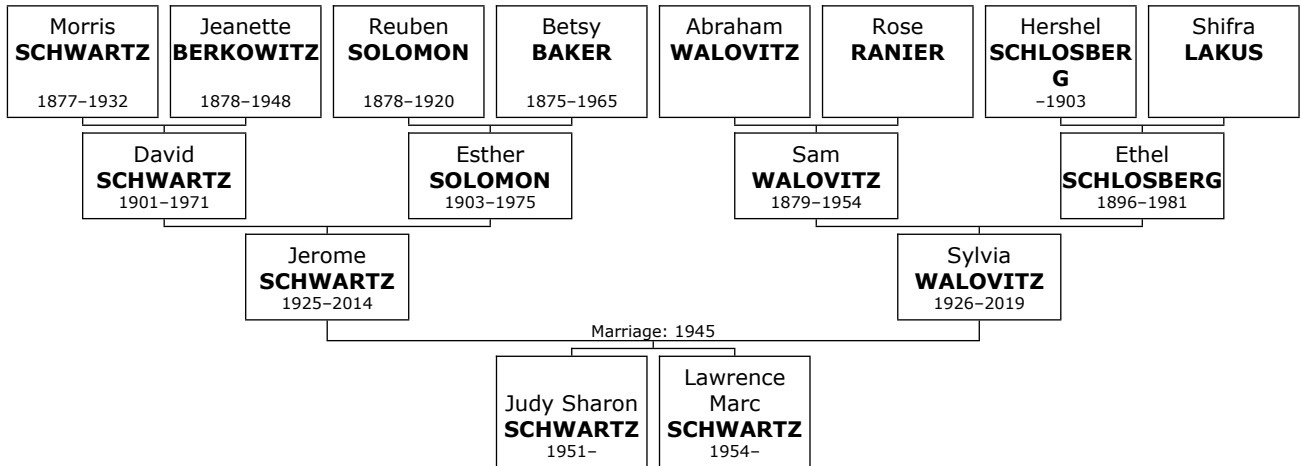 Morris
SCHWARTZ
1877–1932
Jeanette
BERKOWITZ
1878–1948
Reuben
SOLOMON
1878–1920
Betsy
BAKER
1875–1965
Abraham
WALOVITZ
Rose
RANIER
Hershel
SCHLOSBER
G
–1903
Shifra
LAKUS
David
SCHWARTZ
1901–1971
Esther
SOLOMON
1903–1975
Sam
WALOVITZ
1879–1954
Ethel
SCHLOSBERG
1896–1981
Jerome
SCHWARTZ
1925–2014
Sylvia
WALOVITZ
1926–2019
Marriage: 1945
Judy Sharon
SCHWARTZ
1951–
Lawrence
Marc
SCHWARTZ
1954–